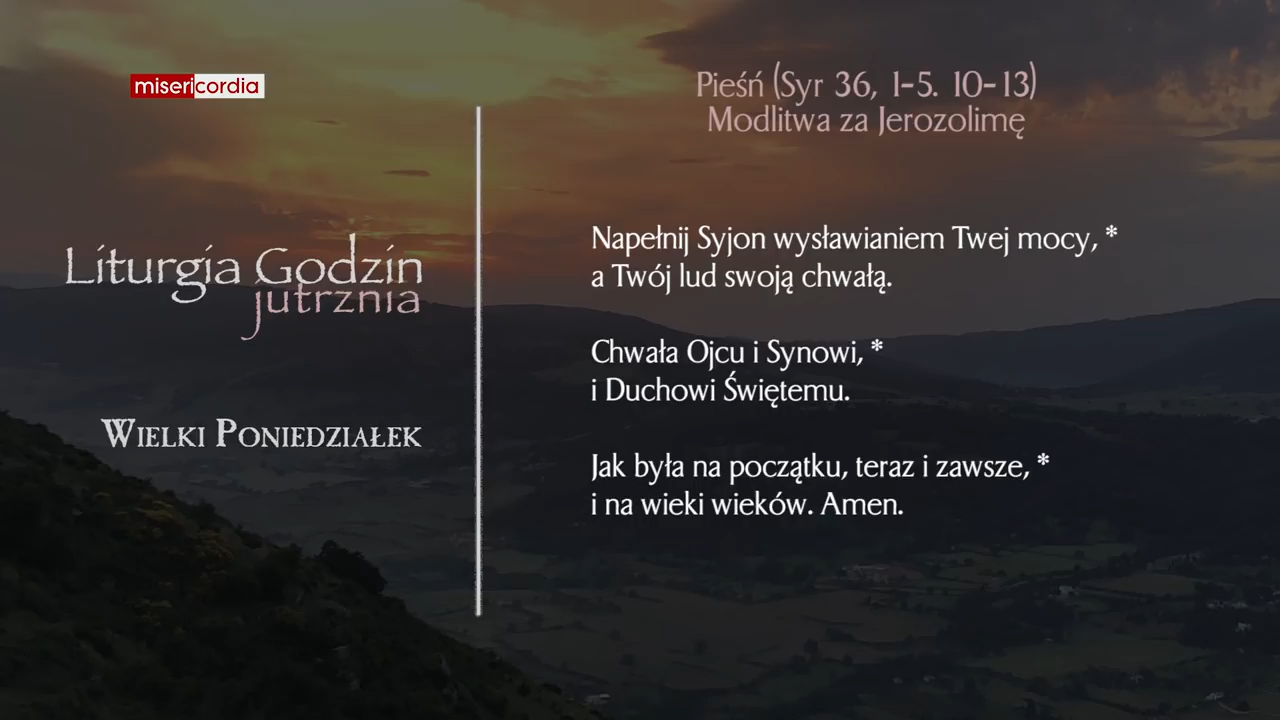 misericordia
Liturgia Godzin
jutrznia
Wielki Poniedziałek
Pieśń (Syr 36, 1-5. 10-13)
Modlitwa za Jerozolimę
Napełnij Syjon wysławianiem Twej mocy, *
a Twój lud swoją chwałą.
Chwała Ojcu i Synowi, *
i Duchowi Świętemu.
Jak była na początku, teraz i zawsze, *
i na wieki wieków. Amen.